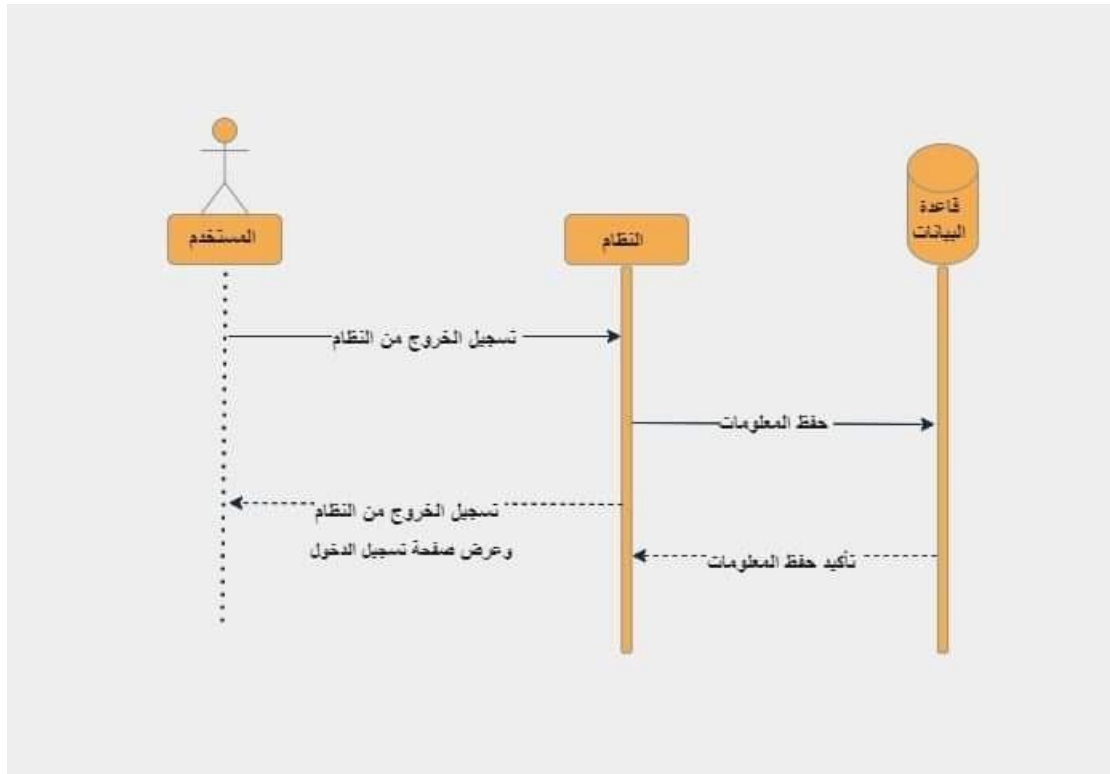 المستخدم
النظام
قاعدة
البيانات
تسجيل الخروج من النظام
حفظ المعلومات
تسجيل الخروج من النظام
وعرض صفحة تسجيل الدخول
تأكيد حفظ المعلومات